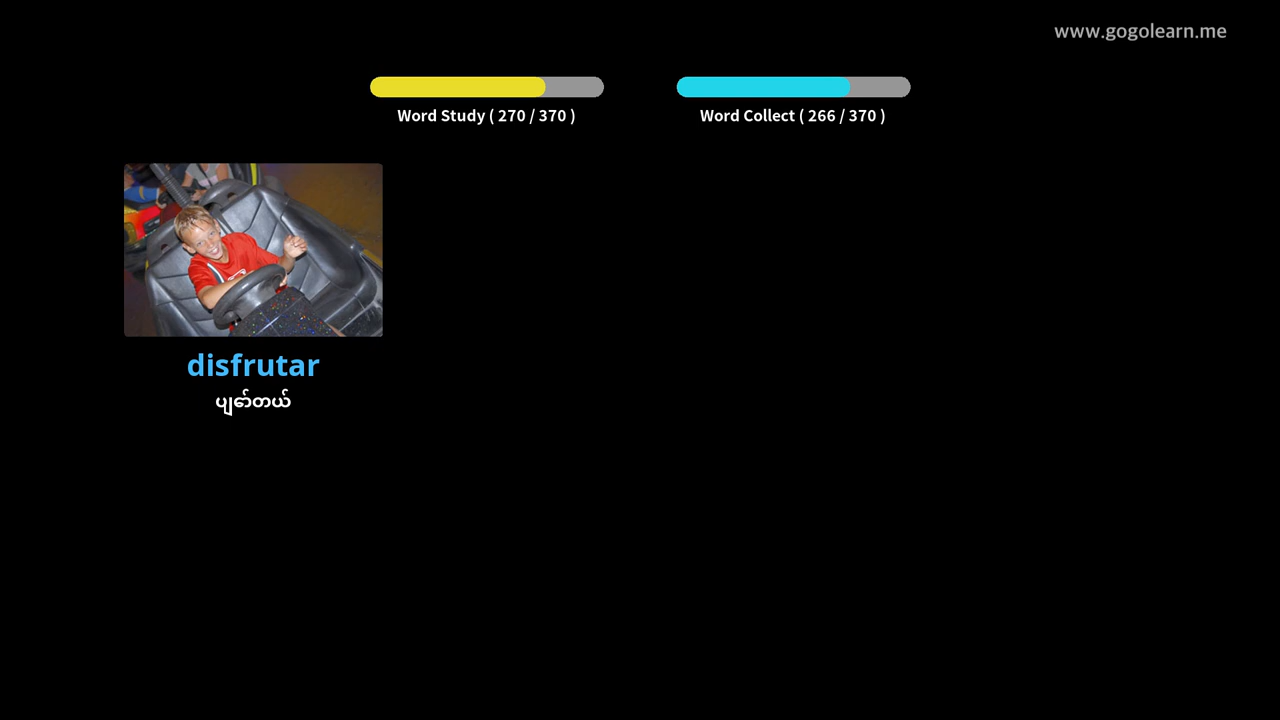 www.gogolearn.me
Word Study ( 270 / 370 )
Word Collect ( 266 / 370 )
disfrutar
ပျော်တယ်